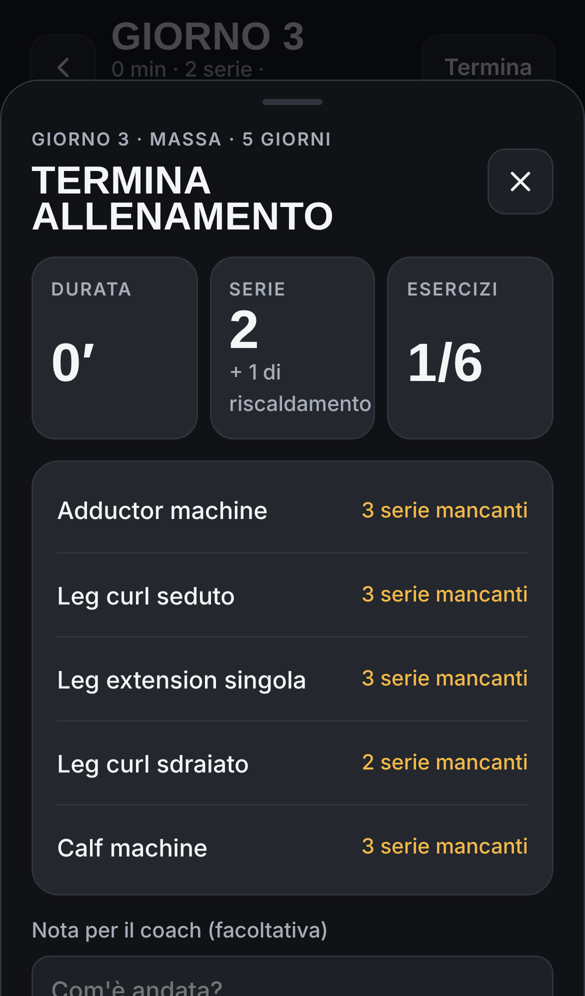 GIORNO 3
0 min · 2 serie ·
Termina
GIORNO 3 · MASSA · 5 GIORNI
TERMINA
ALLENAMENTO
DURATA
0′
SERIE
2
+ 1 di
riscaldamento
ESERCIZI
1/6
Adductor machine 3 serie mancanti
Leg curl seduto 3 serie mancanti
Leg extension singola 3 serie mancanti
Leg curl sdraiato 2 serie mancanti
Calf machine 3 serie mancanti
Nota per il coach (facoltativa)
Com'è andata?